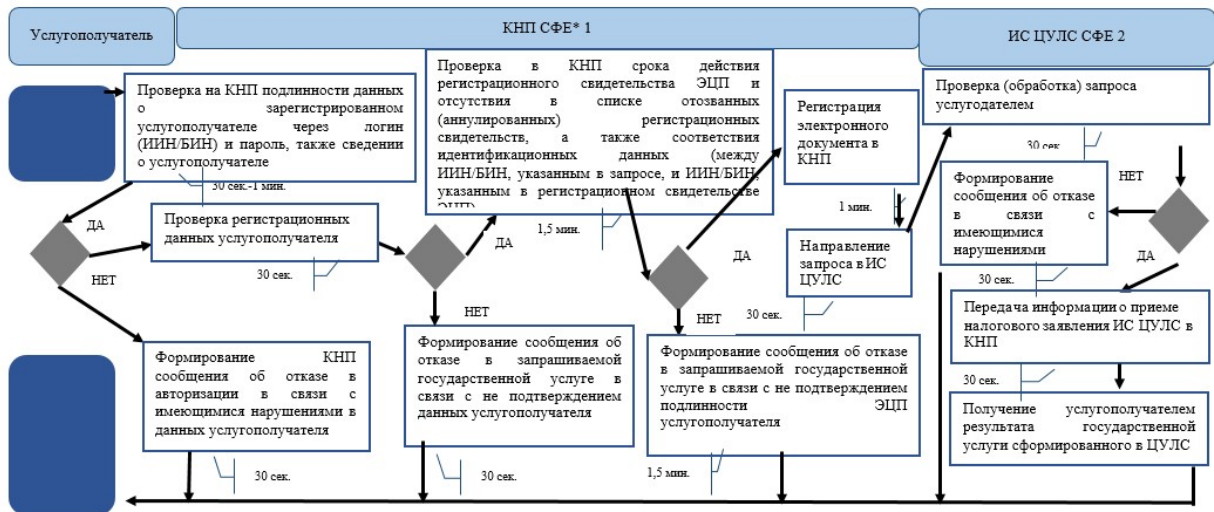 Услугополучатель
КНП СФЕ* 1
ИС ЦУЛС СФЕ 2
Проверка на КНП подлинности данных
о зарегистрированном
услугополучателе через логин
(ИИН/БИН) и пароль, также сведении
о услугополучателе
30 сек.-1 мин.
Проверка в КНП срока действия
регистрационного свидетельства ЭЦП и
отсутствия в списке отозванных
(аннулированных) регистрационных
свидетельств, а также соответствия
идентификационных данных (между
ИИН/БИН, указанным в запросе, и ИИН/БИН,
указанным в регистрационном свидетельстве
ЭЦП)
1,5 мин.
Регистрация
электронного
документа в
КНП
1 мин.
Проверка (обработка) запроса
услугодателем
30 сек
ДА
НЕТ
Проверка регистрационных
данных услугополучателя
30 сек.
ДА
НЕТ
ДА
НЕТ
Направление
запроса в ИС
ЦУЛС
30 сек.
НЕТ
Формирование
сообщения об отказе
в связи с
имеющимися
нарушениями
30 сек.
ДА
Передача информации о приеме
налогового заявления ИС ЦУЛС в
КНП
30 сек.
Формирование КНП
сообщения об отказе в
авторизации в связи с
имеющимися нарушениями в
данных услугополучателя
30 сек.
Формирование сообщения об
отказе в запрашиваемой
государственной услуге в
связи с не подтверждением
данных услугополучателя
30 сек.
Формирование сообщения об отказе
в запрашиваемой государственной
услуге в связи с не подтверждением
подлинности ЭЦП
услугополучателя
1,5 мин.
Получение услугополучателем
результата государственной
услуги сформированного в ЦУЛС